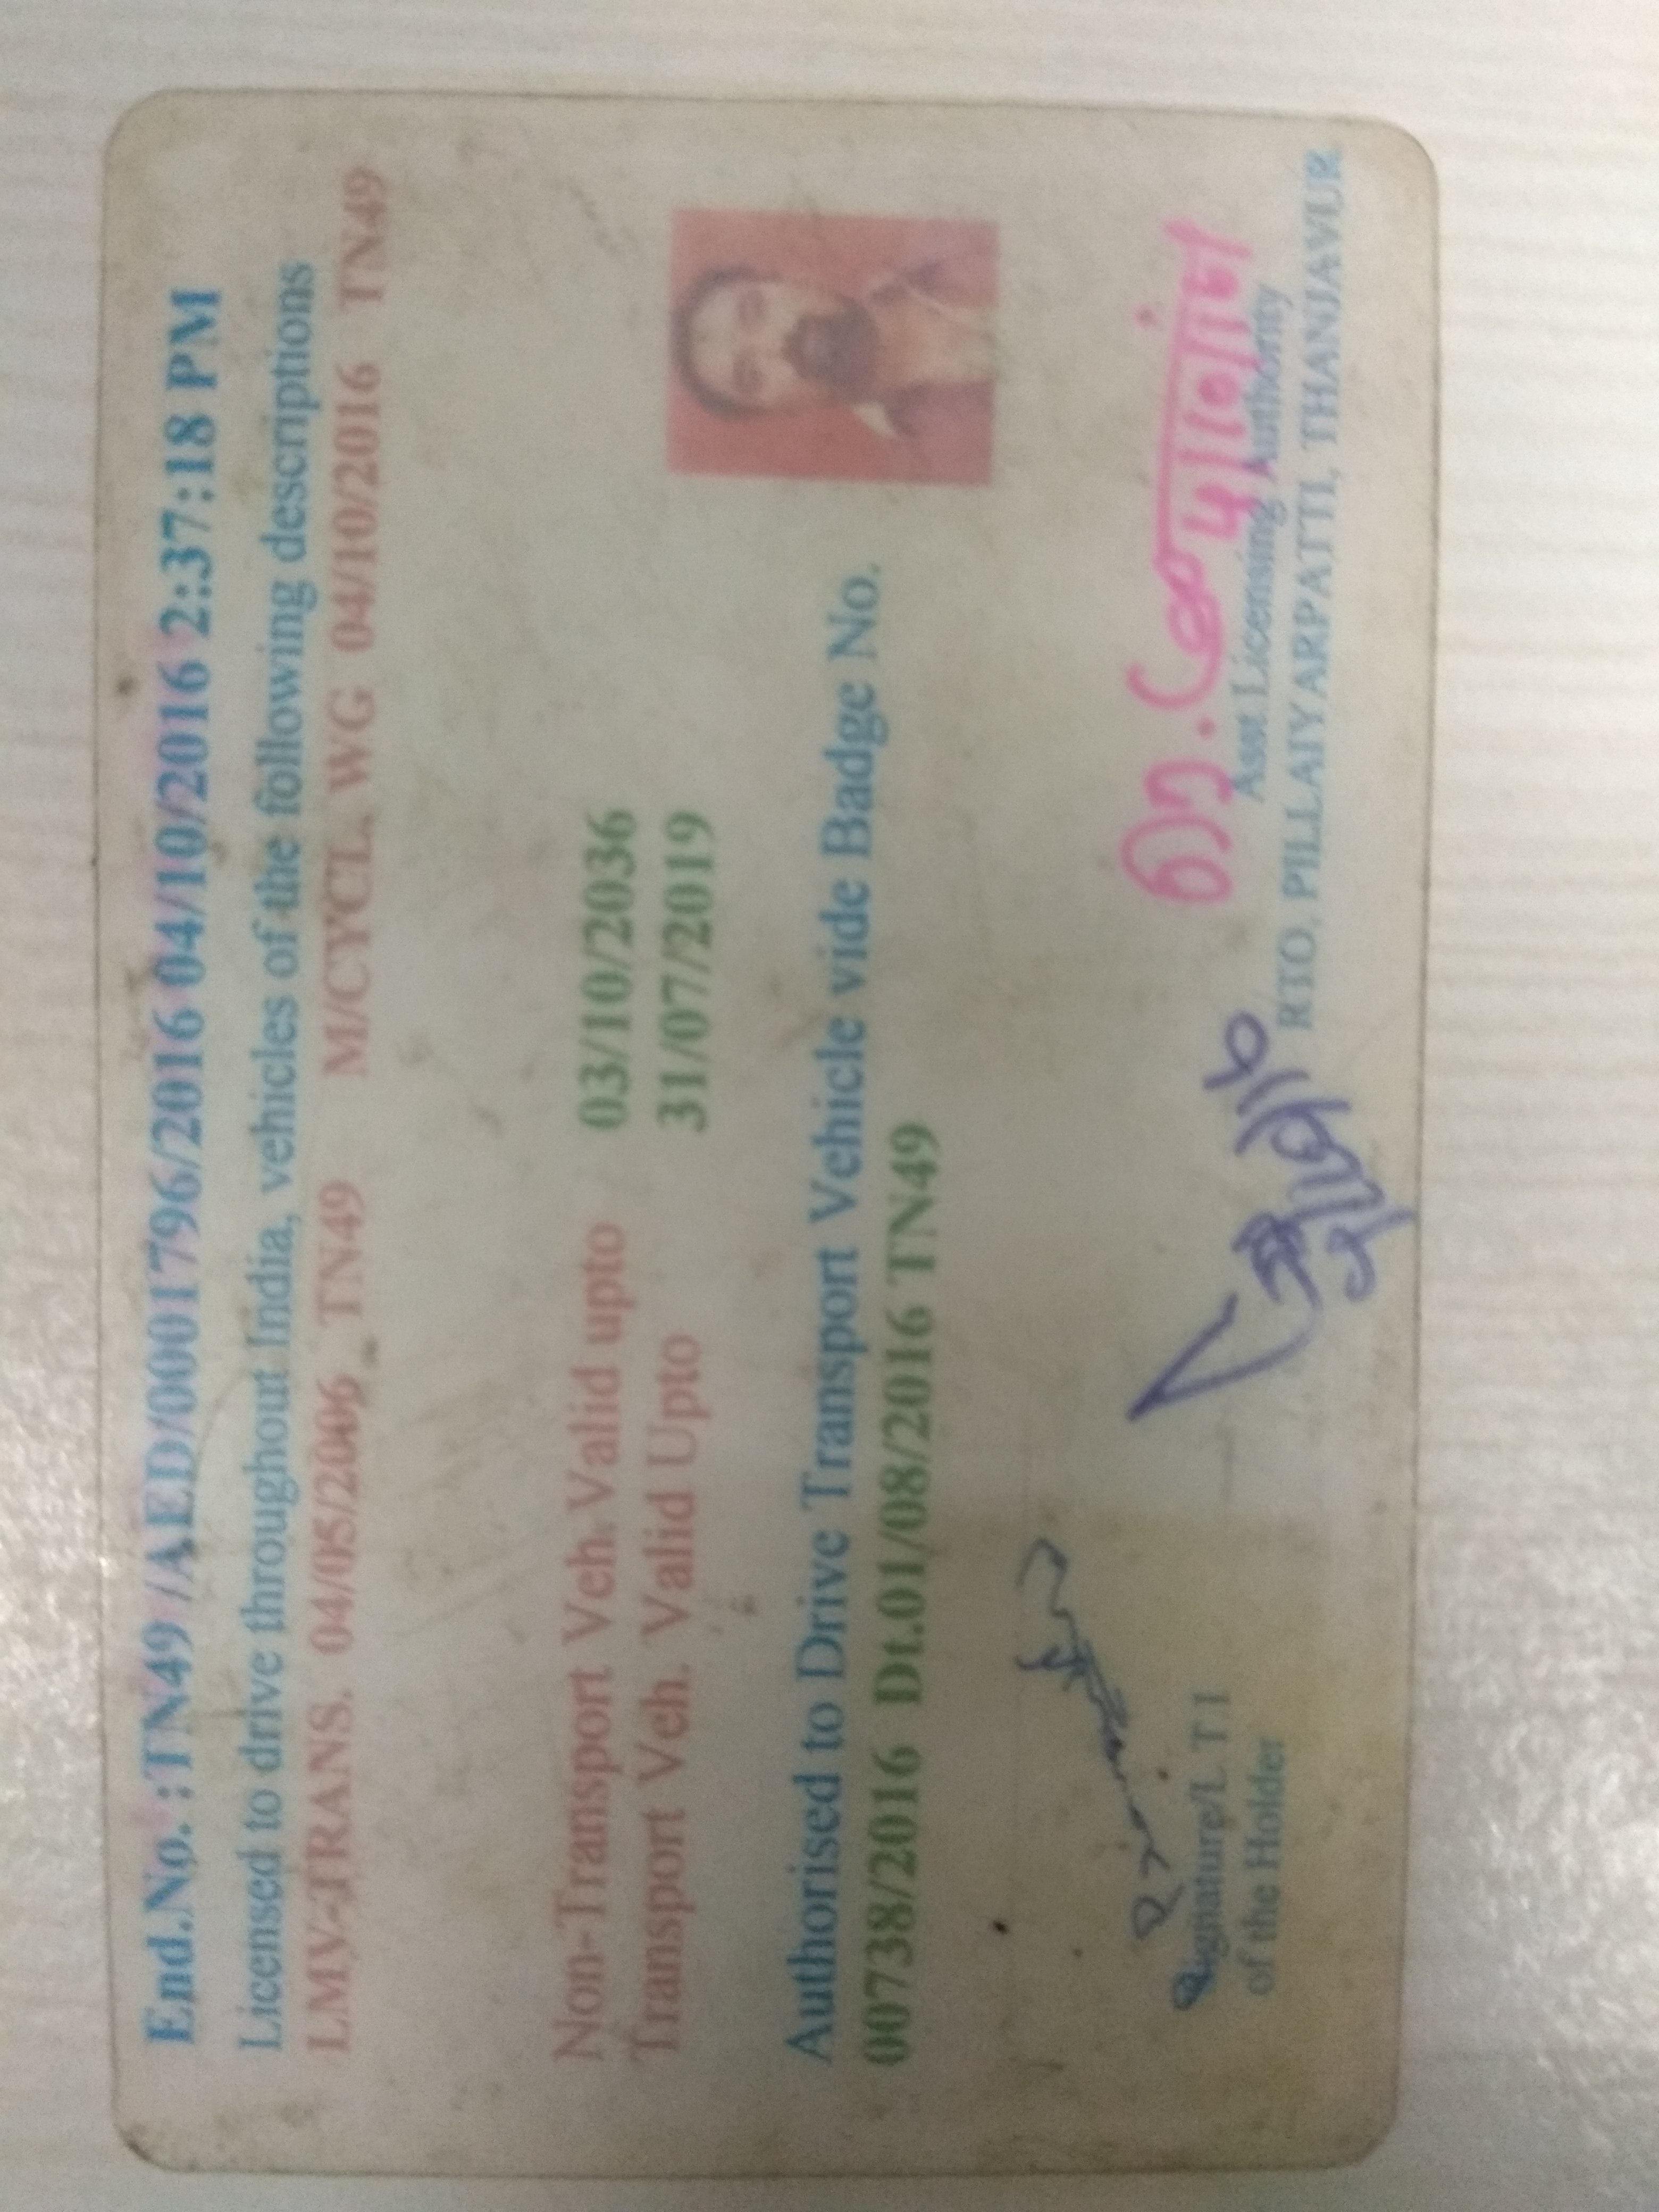 End.No. :TN49 /AED/0001796/2016 04/10/2016 2:37:18 PM
Licensed to drive throughout India, vehicles of the following descriptions
LMV-TRANS. 04/05/2006 TN49 M/CYCL. WG 04/10/2016 TN49
Non-Transport Veh.Valid upto 03/10/2036
Transport Veh. Valid Upto 31/07/2019
Authorised to Drive Transport Vehicle vide Badge No.
00738/2016 Dt.01/08/2016 TN49
Signature/L T I
of the Holder
Asst Licensing Authority
RTO, PILLAIYARPATTI, THANJAVUR